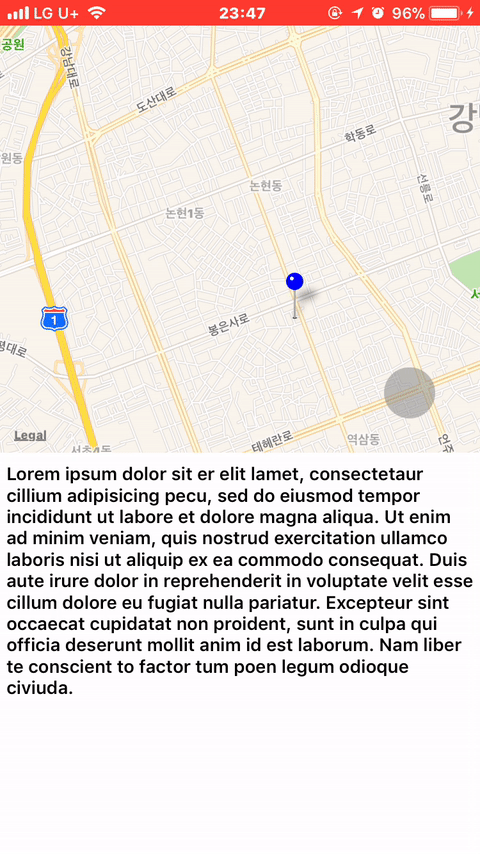 LG U+ 23:47 96%
공원
강남대로
도산대로
학동로
원동
논현동
선릉로
논현1동
봉은사로
1
평대로
Legal
테헤란로
역삼동
Lorem ipsum dolor sit er elit lamet, consectetaur
cillium adipisicing pecu, sed do eiusmod tempor
incididunt ut labore et dolore magna aliqua. Ut enim
ad minim veniam, quis nostrud exercitation ullamco
laboris nisi ut aliquip ex ea commodo consequat. Duis
aute irure dolor in reprehenderit in voluptate velit esse
cillum dolore eu fugiat nulla pariatur. Excepteur sint
occaecat cupidatat non proident, sunt in culpa qui
officia deserunt mollit anim id est laborum. Nam liber
te conscient to factor tum poen legum odioque
civiuda.